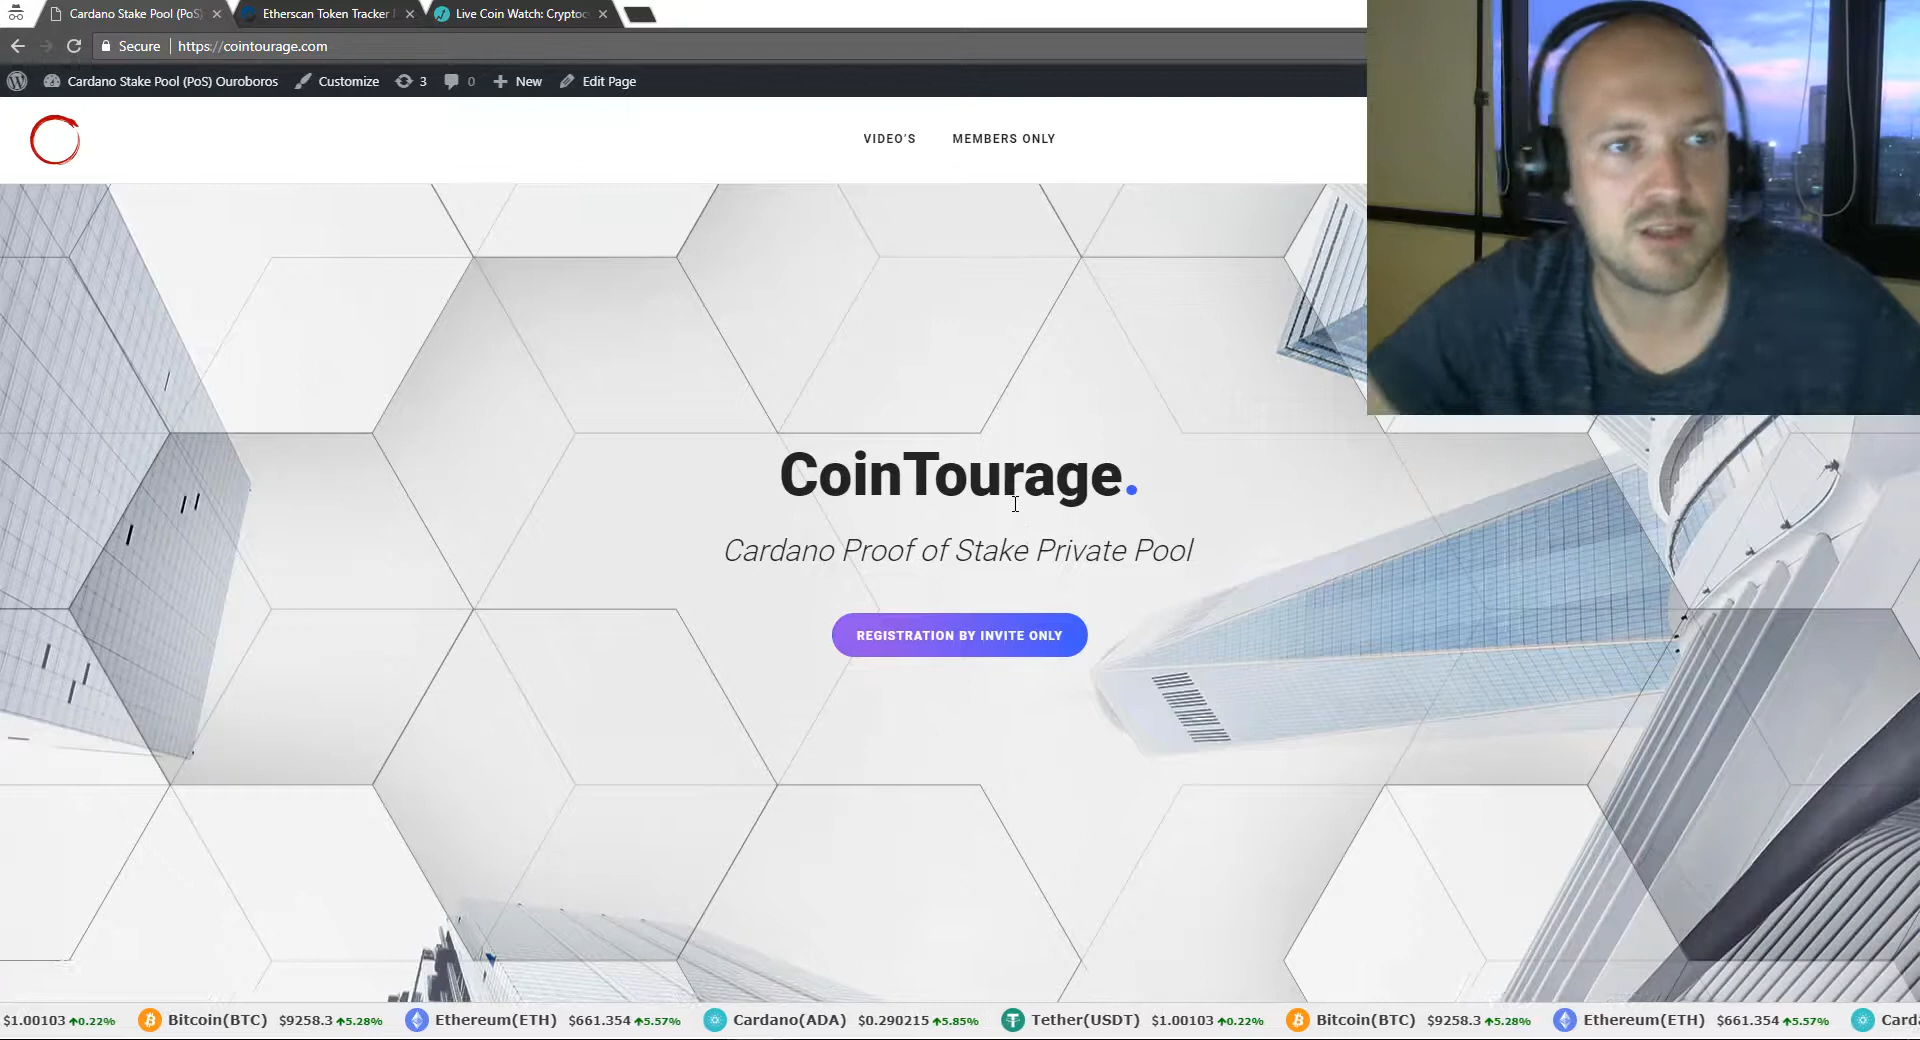 Cardano Stake Pool (PoS)
Etherscan Token Tracker
Live Coin Watch: Cryptoc
Secure
https://cointourage.com
Cardano Stake Pool (PoS) Ouroboros
Customize
3
0
New
Edit Page
VIDEO'S
MEMBERS ONLY
CoinTourage.
Cardano Proof of Stake Private Pool
REGISTRATION BY INVITE ONLY
$1.00103 0.22% Bitcoin(BTC) $9258.3 5.28% Ethereum(ETH) $661.354 5.57% Cardano(ADA) $0.290215 5.85% Tether(USDT) $1.00103 0.22% Bitcoin(BTC) $9258.3 5.28% Ethereum(ETH) $661.354 5.57% Carda